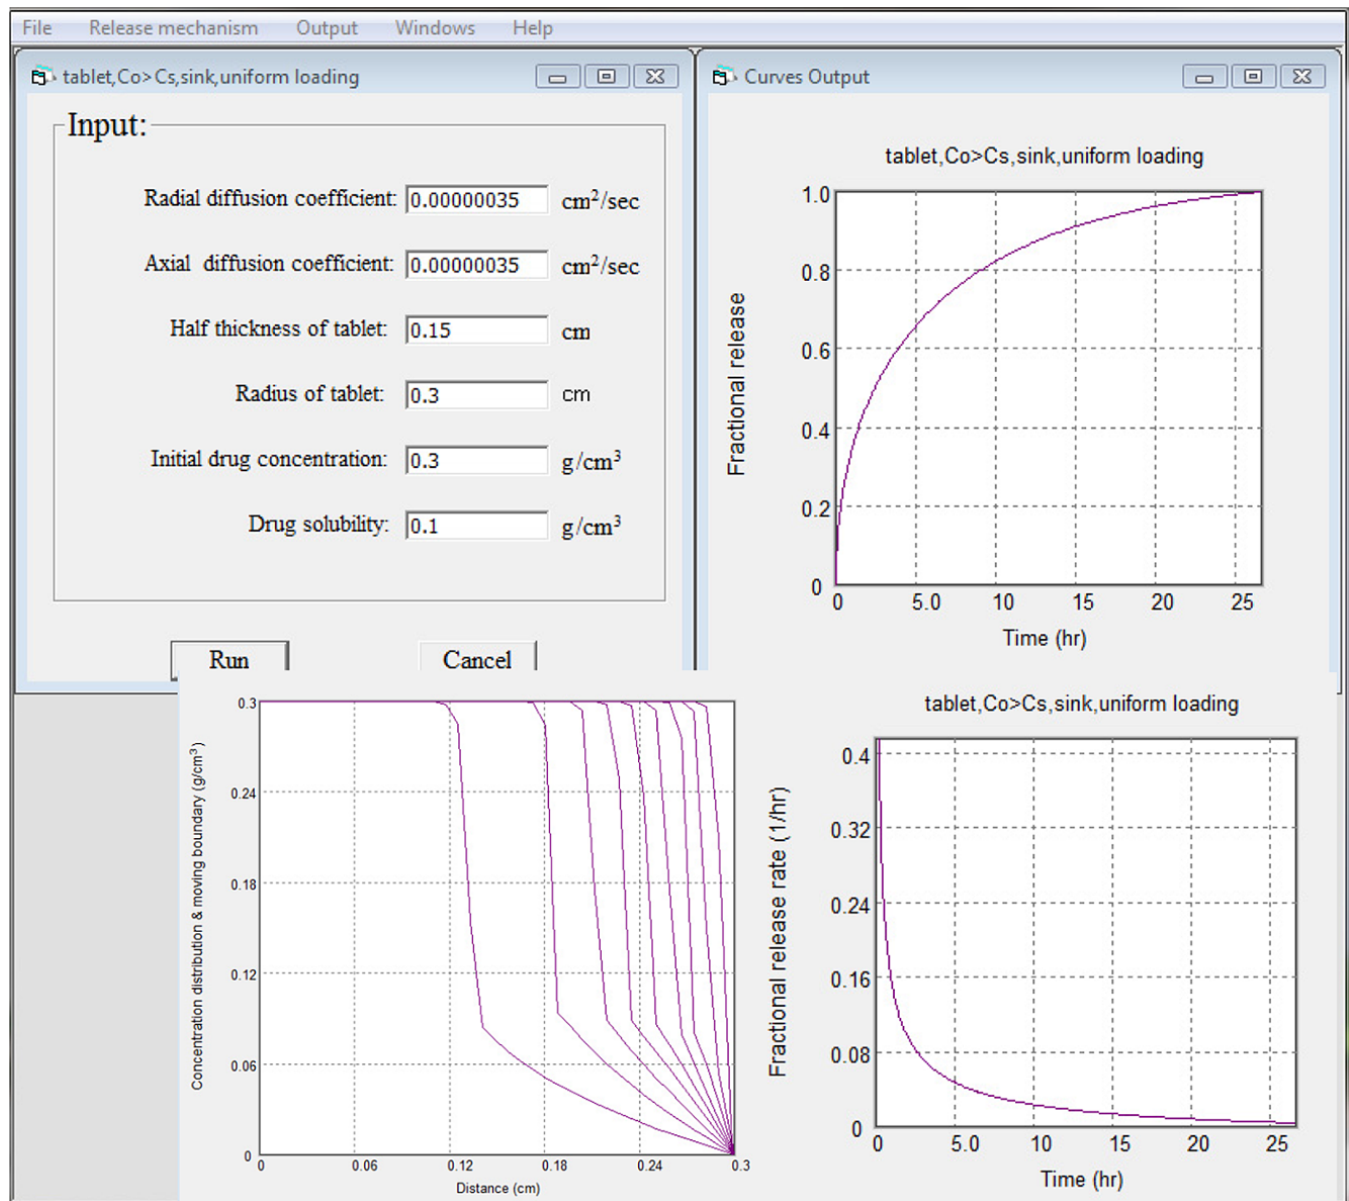 File Release mechanism Output Windows Help
tablet,Co>Cs,sink,uniform loading
Input:
Radial diffusion coefficient: 0.00000035 cm²/sec
Axial diffusion coefficient: 0.00000035 cm²/sec
Half thickness of tablet: 0.15 cm
Radius of tablet: 0.3 cm
Initial drug concentration: 0.3 g/cm³
Drug solubility: 0.1 g/cm³
Run Cancel
Curves Output
tablet,Co>Cs,sink,uniform loading
Fractional release
1.0
0.8
0.6
0.4
0.2
0
0 5.0 10 15 20 25
Time (hr)
Concentration distribution & moving boundary (g/cm³)
0.3
0.24
0.18
0.12
0.06
0
0 0.06 0.12 0.18 0.24 0.3
Distance (cm)
tablet,Co>Cs,sink,uniform loading
Fractional release rate (1/hr)
0.4
0.32
0.24
0.16
0.08
0
0 5.0 10 15 20 25
Time (hr)